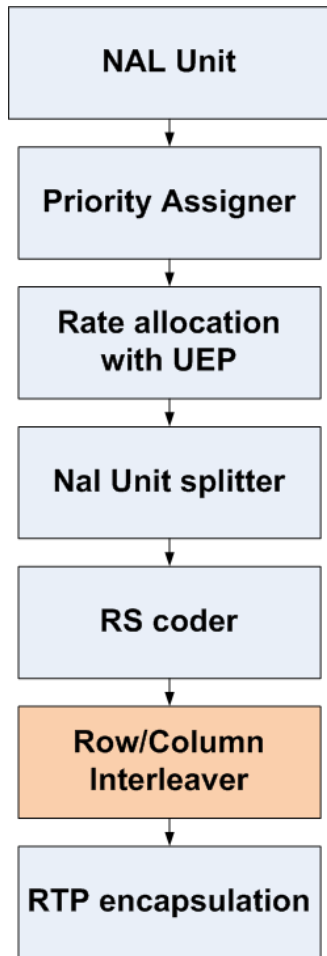 NAL Unit
Priority Assigner
Rate allocation
with UEP
Nal Unit splitter
RS coder
Row/Column
Interleaver
RTP encapsulation